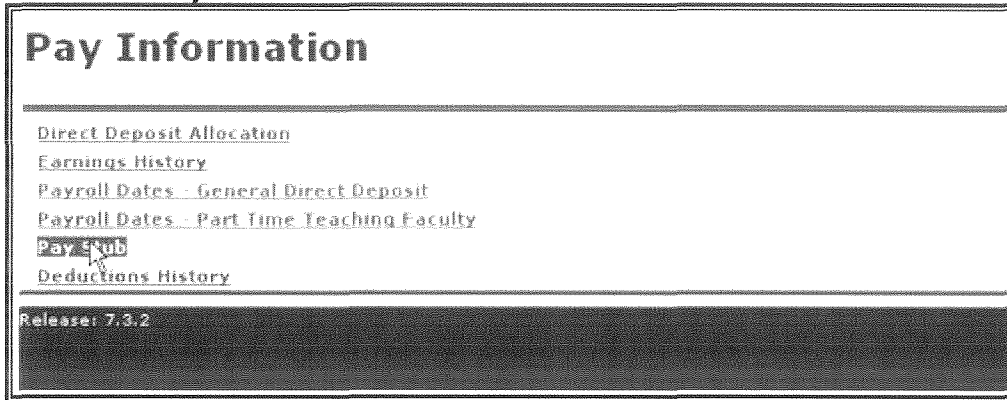 Pay Information
Direct Deposit Allocation
Earnings History
Payroll Dates - General Direct Deposit
Payroll Dates - Part Time Teaching Faculty
Pay Stub
Deductions History
Release: 7.3.2